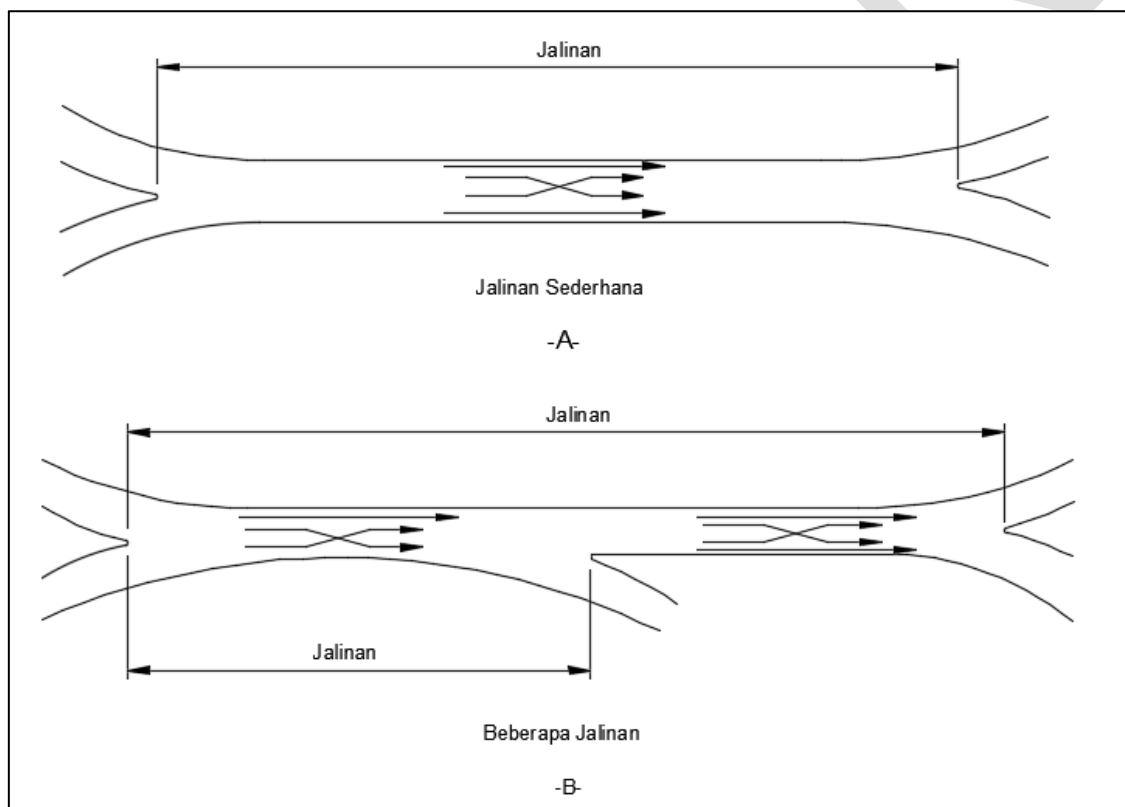 Jalinan
Jalinan Sederhana
-A-
Jalinan
Jalinan
Beberapa Jalinan
-B-